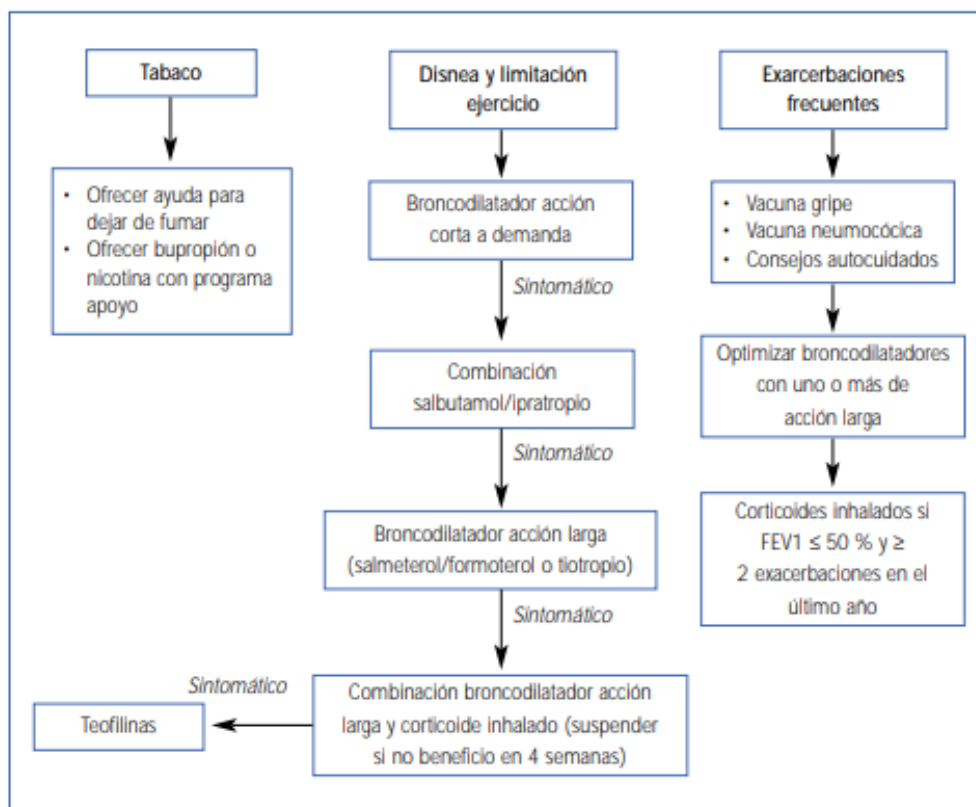 Tabaco
• Ofrecer ayuda para
dejar de fumar
• Ofrecer bupropión o
nicotina con programa
apoyo
Disnea y limitación
ejercicio
Broncodilatador acción
corta a demanda
Sintomático
Combinación
salbutamol/ipratropio
Sintomático
Broncodilatador acción larga
(salmeterol/formoterol o tiotropio)
Sintomático
Combinación broncodilatador acción
larga y corticoide inhalado (suspender
si no beneficio en 4 semanas)
Sintomático
Teofilinas
Exarcerbaciones
frecuentes
• Vacuna gripe
• Vacuna neumocócica
• Consejos autocuidados
Optimizar broncodilatadores
con uno o más de
acción larga
Corticoides inhalados si
FEV1 ≤ 50 % y ≥
2 exacerbaciones en el
último año